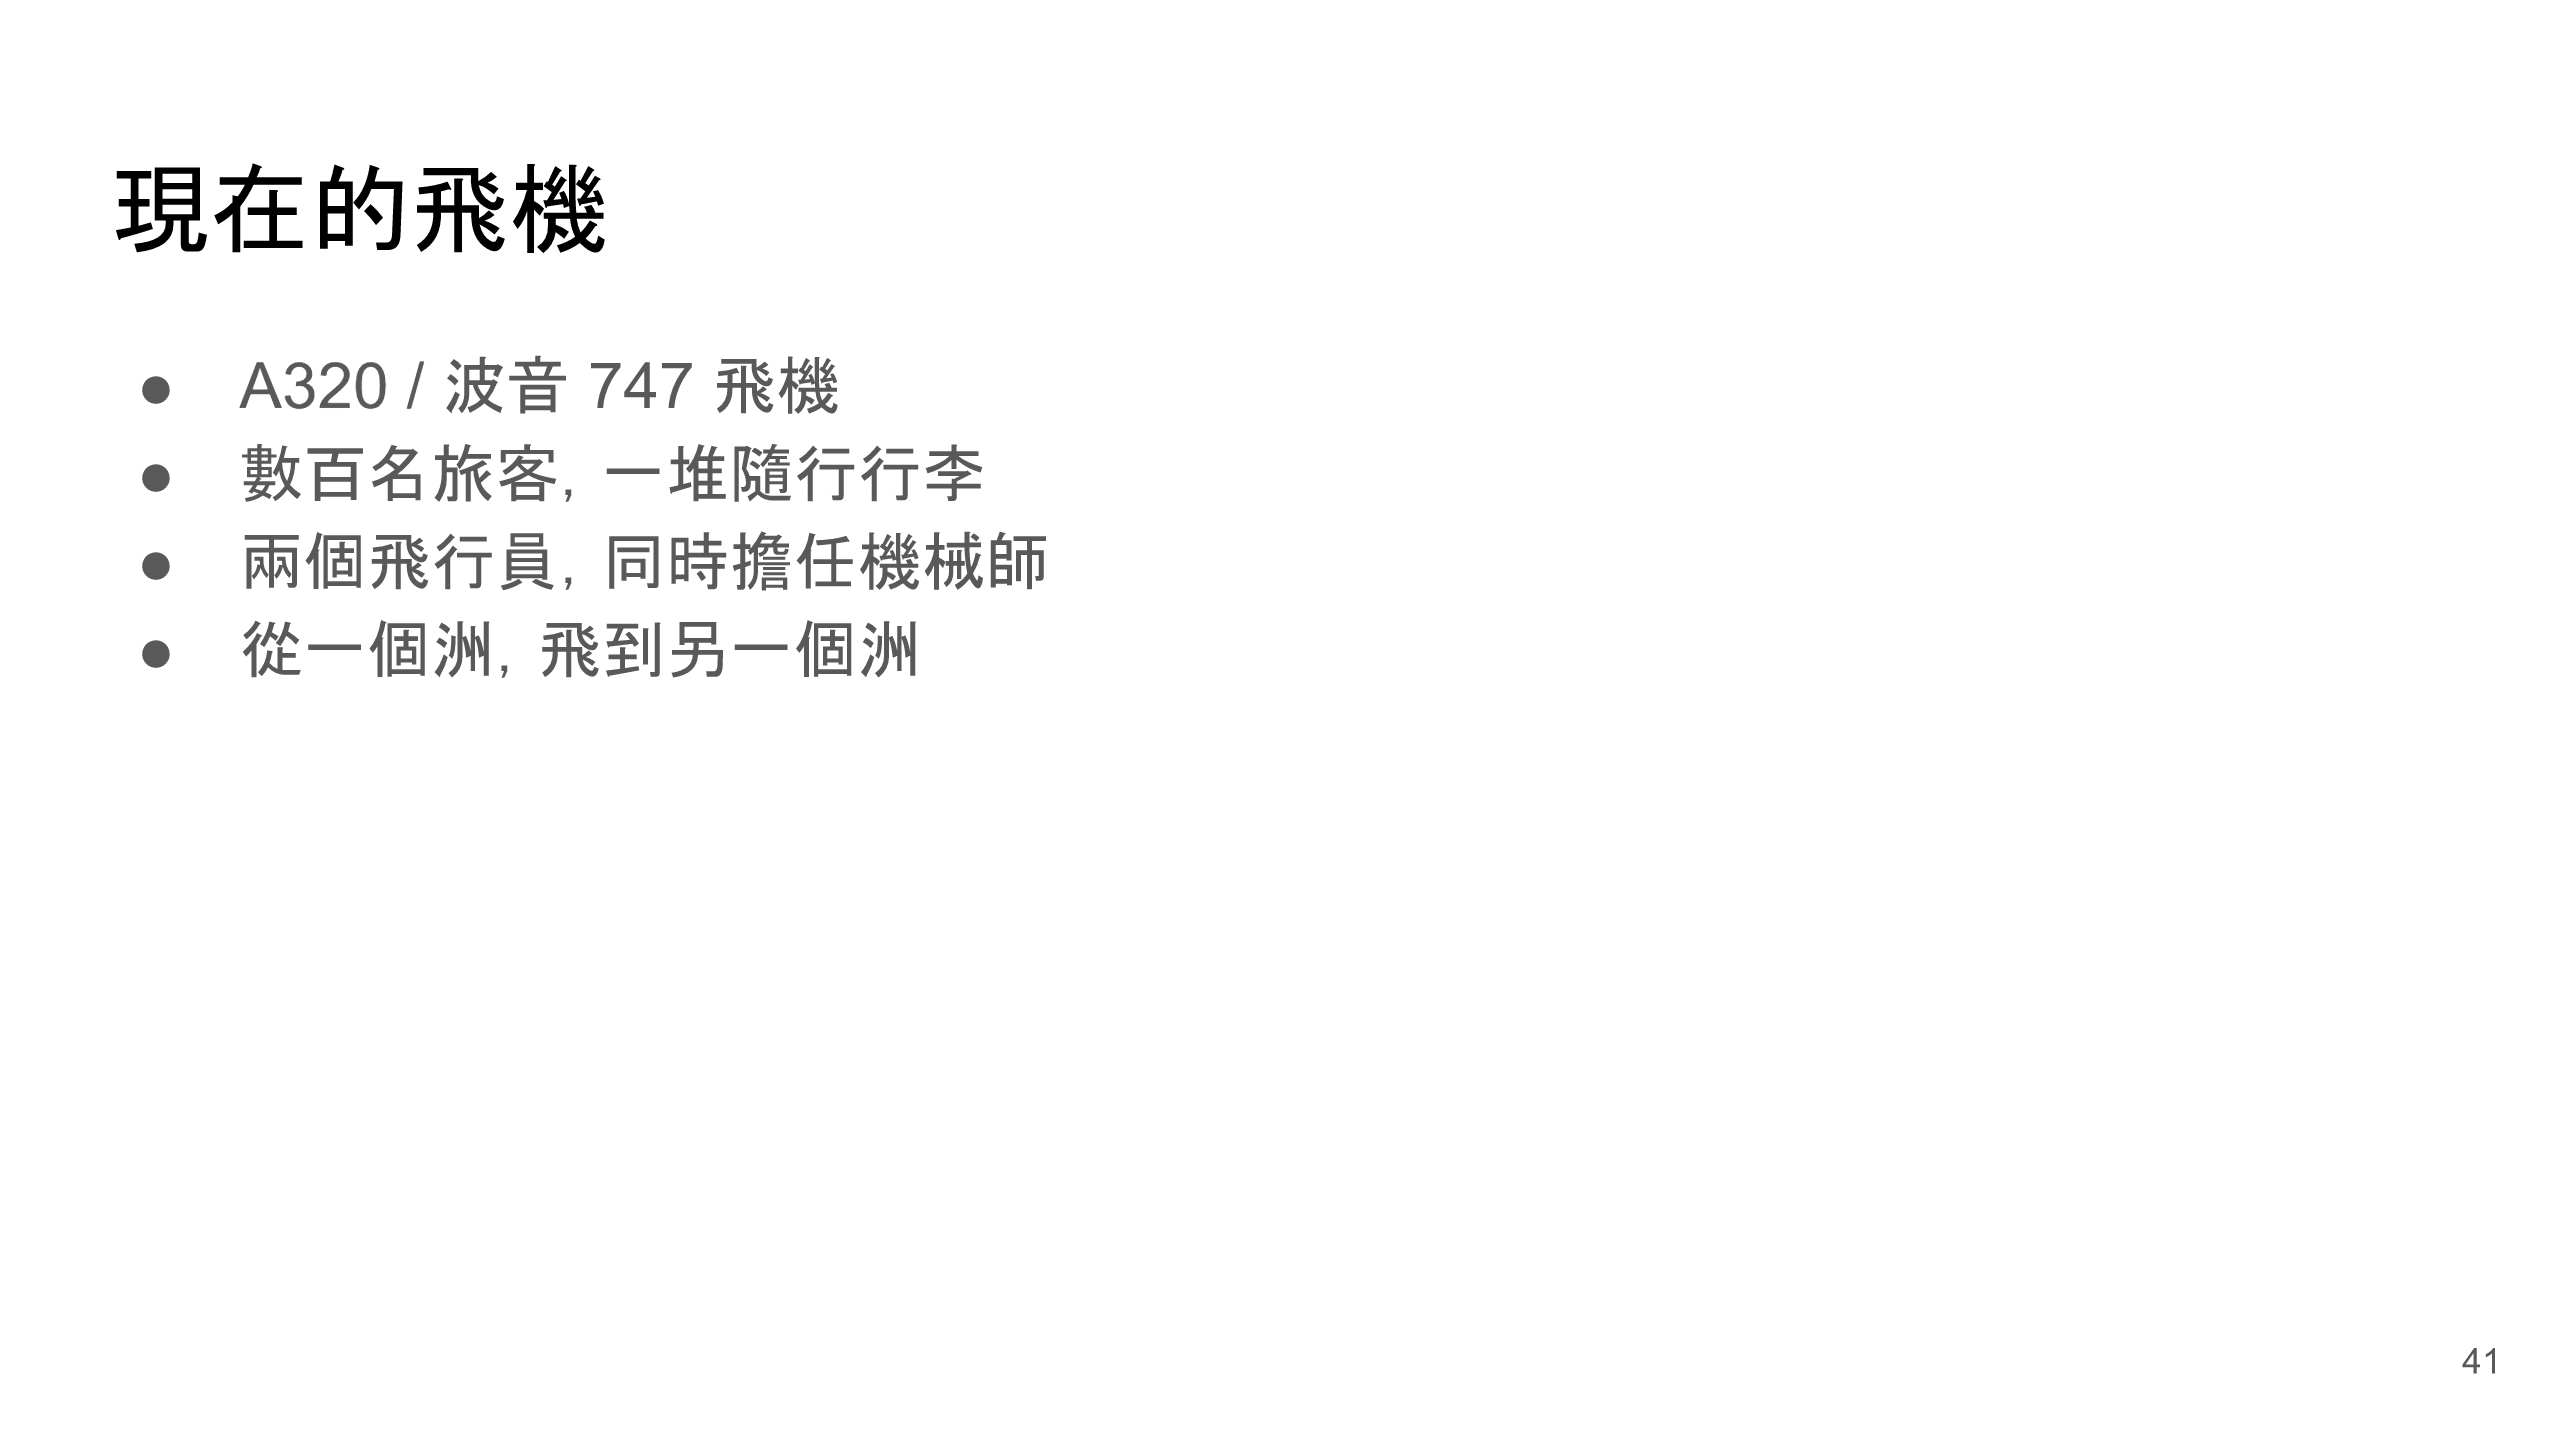 現在的飛機
● A320 / 波音 747 飛機
● 數百名旅客，一堆隨行行李
● 兩個飛行員，同時擔任機械師
● 從一個洲，飛到另一個洲
41